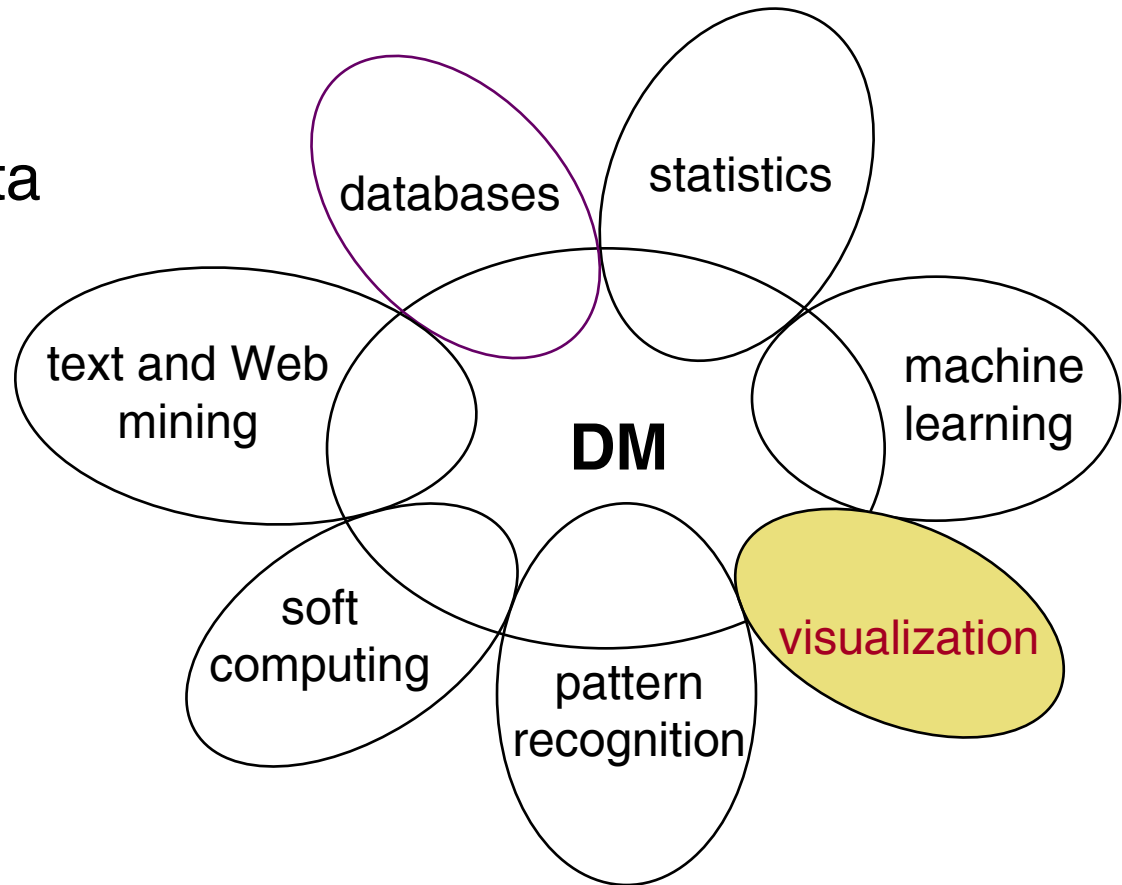 ta
databases
statistics
text and Web
mining
machine
learning
DM
soft
computing
visualization
pattern
recognition